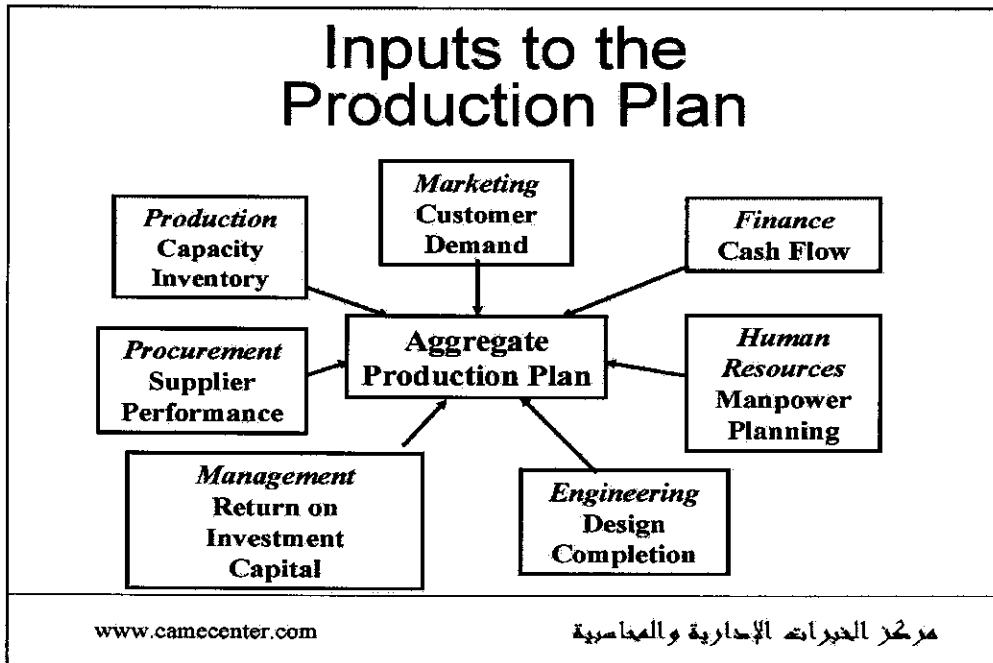 Inputs to the
Production Plan
Marketing
Customer
Demand
Production
Capacity
Inventory
Finance
Cash Flow
Aggregate
Production Plan
Procurement
Supplier
Performance
Human
Resources
Manpower
Planning
Management
Return on
Investment
Capital
Engineering
Design
Completion
www.camecenter.com
مركز الخبرات الإدارية والمحاسبية